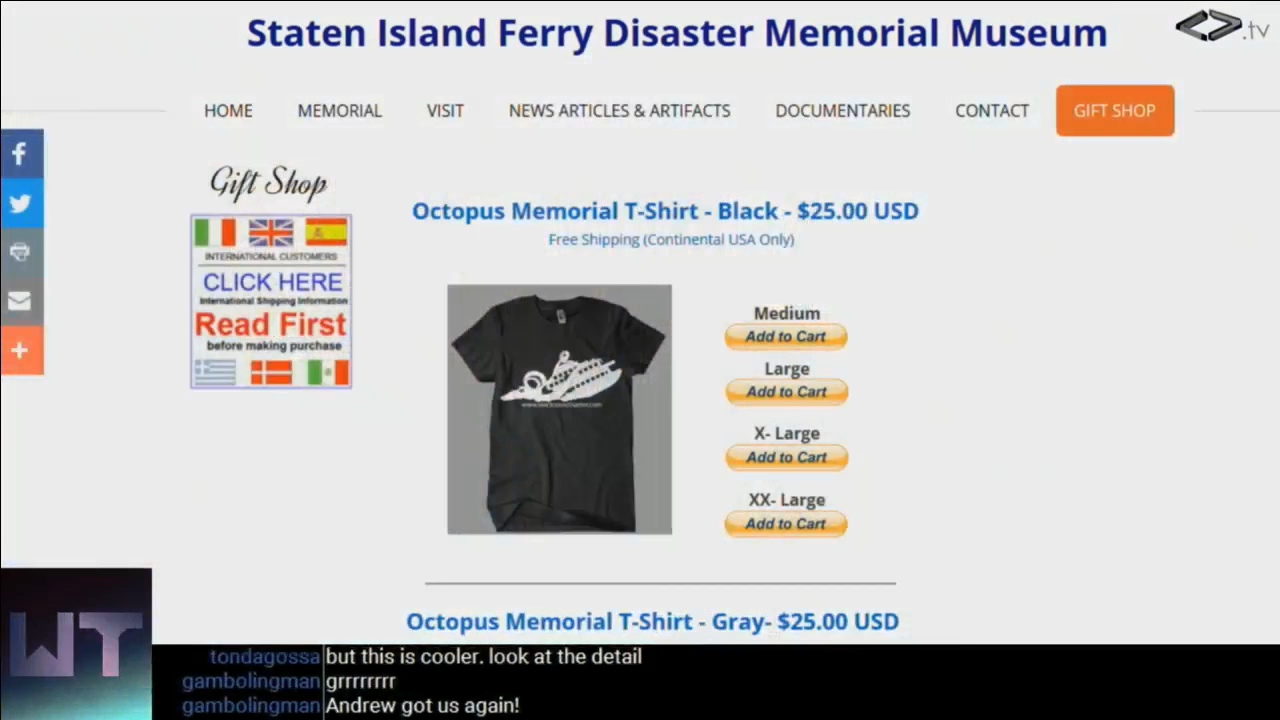 Staten Island Ferry Disaster Memorial Museum
<>.tv
HOME MEMORIAL VISIT NEWS ARTICLES & ARTIFACTS DOCUMENTARIES CONTACT GIFT SHOP
Gift Shop
INTERNATIONAL CUSTOMERS
CLICK HERE
International Shipping Information
Read First
before making purchase
Octopus Memorial T-Shirt - Black - $25.00 USD
Free Shipping (Continental USA Only)
Medium
Add to Cart
Large
Add to Cart
X- Large
Add to Cart
XX- Large
Add to Cart
Octopus Memorial T-Shirt - Gray- $25.00 USD
WT
tondagossa but this is cooler. look at the detail
gambolingman grrrrrrrr
gambolingman Andrew got us again!